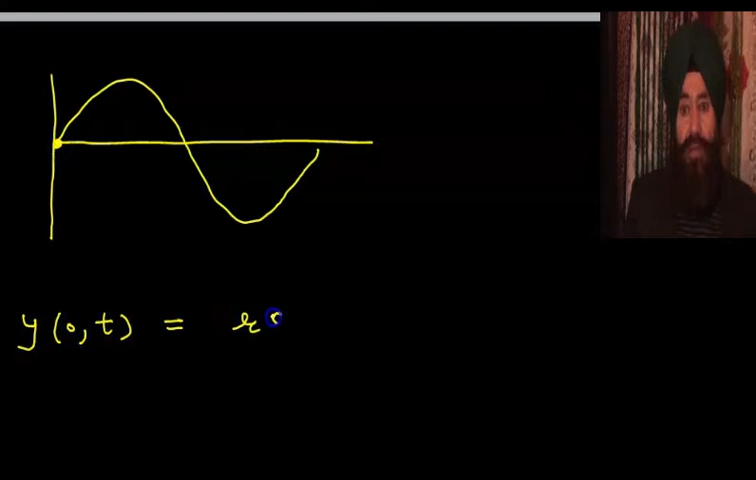 y(0,t) = r